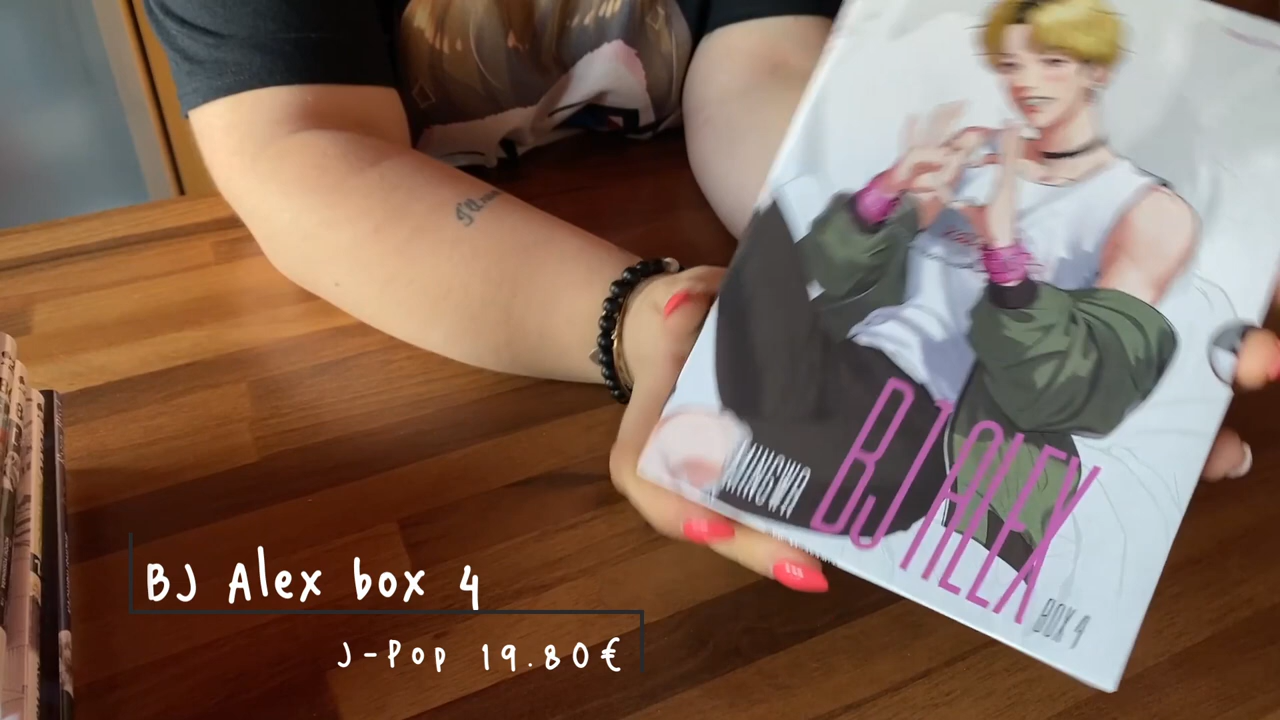 MINGWA
BJ ALEX
BOX 4
BJ Alex box 4
J-POP 19.80€